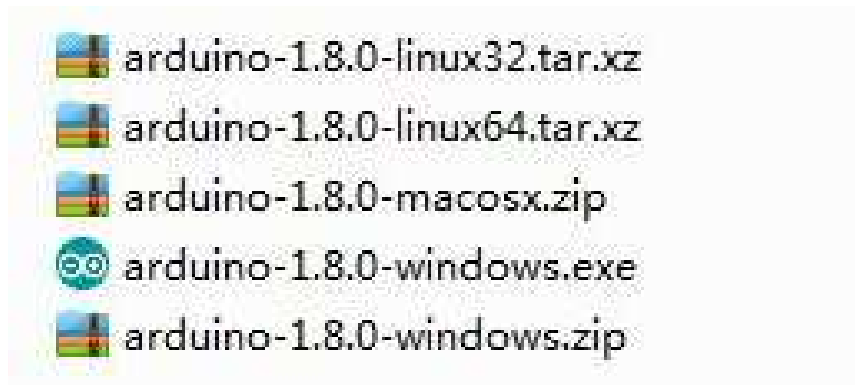 arduino-1.8.0-linux32.tar.xz
arduino-1.8.0-linux64.tar.xz
arduino-1.8.0-macosx.zip
arduino-1.8.0-windows.exe
arduino-1.8.0-windows.zip